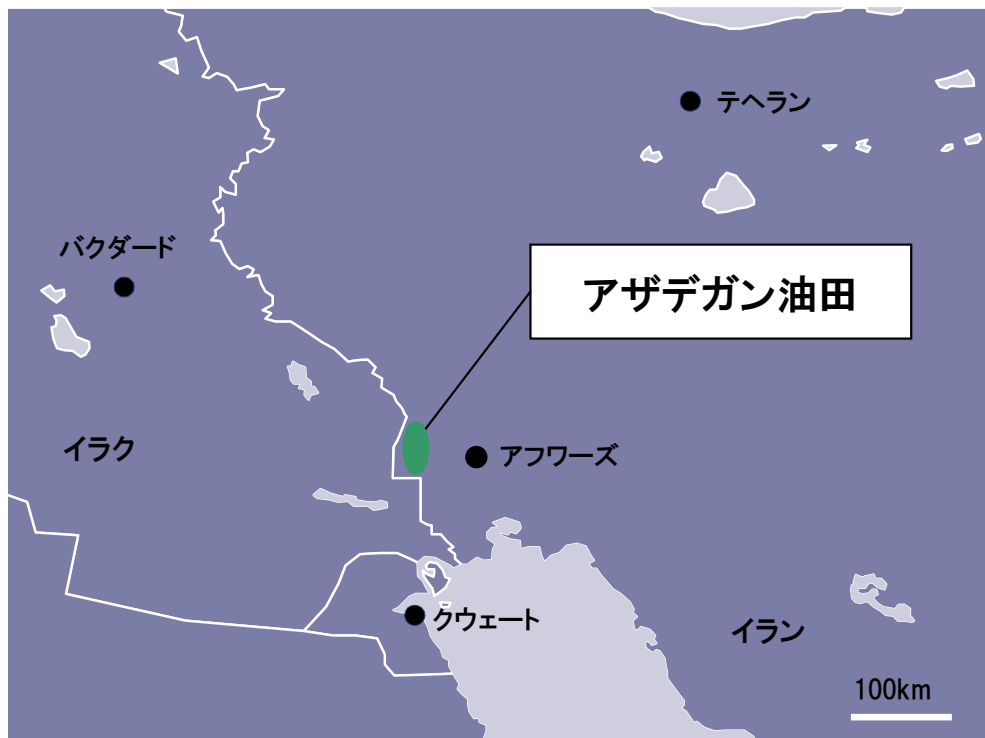 テヘラン
バクダード
アザデガン油田
イラク
アフワーズ
クウェート
イラン
100km